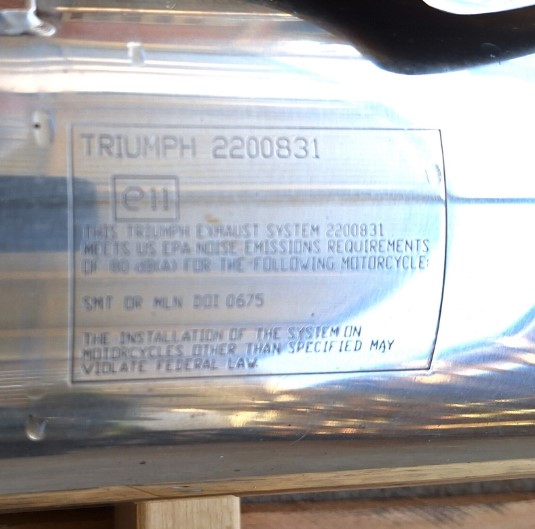 TRIUMPH 2200831
e11
THIS TRIUMPH EXHAUST SYSTEM 2200831
MEETS US EPA NOISE EMISSIONS REQUIREMENTS
OF 80 dB(A) FOR THE FOLLOWING MOTORCYCLE:
SMT OR MLN DOI 0675
THE INSTALLATION OF THE SYSTEM ON
MOTORCYCLES OTHER THAN SPECIFIED MAY
VIOLATE FEDERAL LAW.